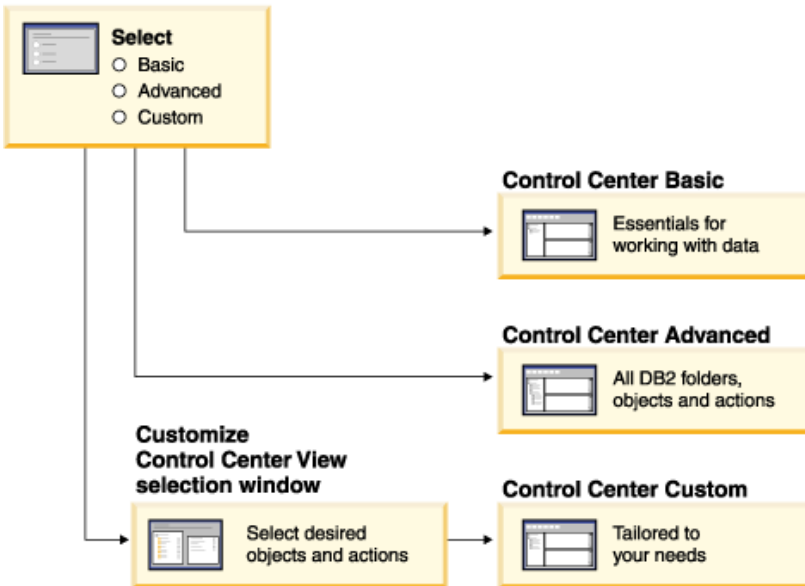 Select
Basic
Advanced
Custom
Control Center Basic
Essentials for
working with data
Control Center Advanced
All DB2 folders,
objects and actions
Customize
Control Center View
selection window
Select desired
objects and actions
Control Center Custom
Tailored to
your needs